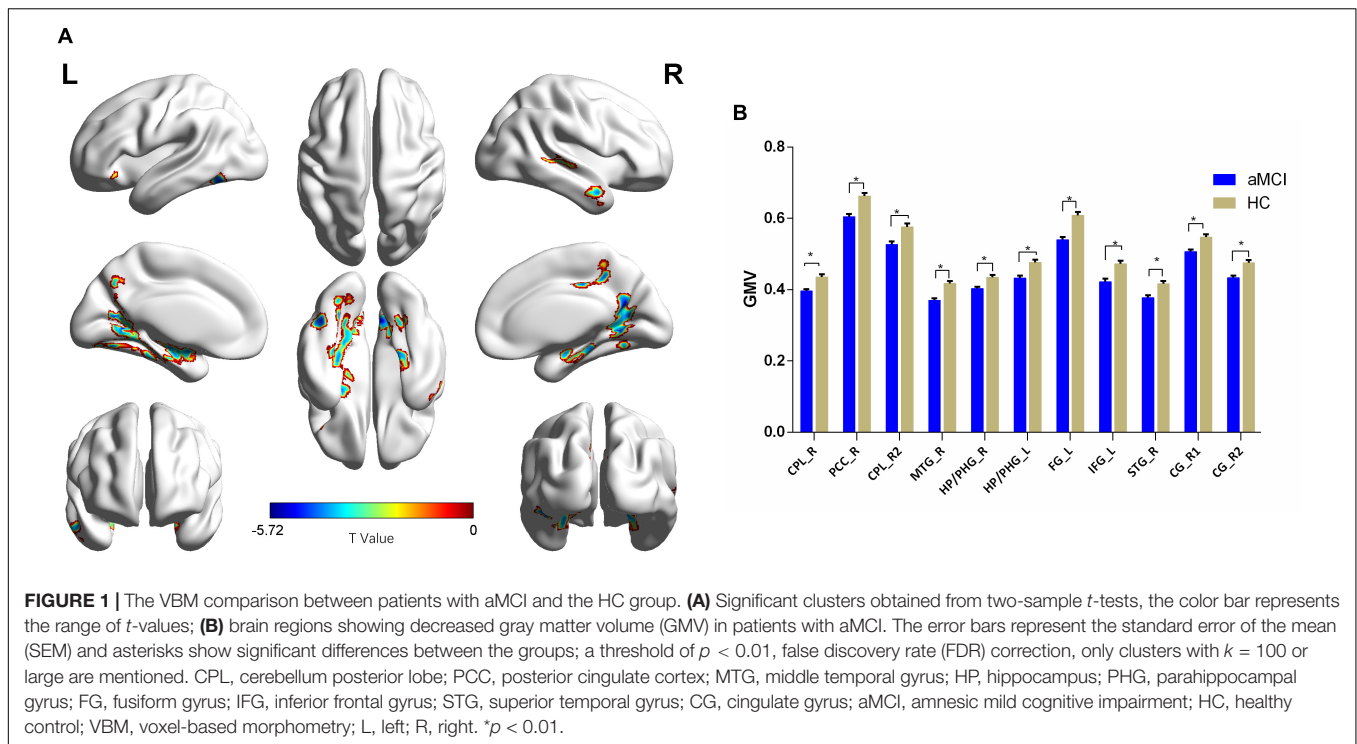 A
L
R
-5.72
0
T Value
B
0.8
0.6
0.4
0.2
0.0
GMV
aMCI
HC
*
*
*
*
*
*
*
*
*
*
*
CPL_R
PCC_R
CPL_R2
MTG_R
HP/PHG_R
HP/PHG_L
FG_L
IFG_L
STG_R
CG_R1
CG_R2
FIGURE 1 | The VBM comparison between patients with aMCI and the HC group. (A) Significant clusters obtained from two-sample t-tests, the color bar represents
the range of t-values; (B) brain regions showing decreased gray matter volume (GMV) in patients with aMCI. The error bars represent the standard error of the mean
(SEM) and asterisks show significant differences between the groups; a threshold of p < 0.01, false discovery rate (FDR) correction, only clusters with k = 100 or
large are mentioned. CPL, cerebellum posterior lobe; PCC, posterior cingulate cortex; MTG, middle temporal gyrus; HP, hippocampus; PHG, parahippocampal
gyrus; FG, fusiform gyrus; IFG, inferior frontal gyrus; STG, superior temporal gyrus; CG, cingulate gyrus; aMCI, amnesic mild cognitive impairment; HC, healthy
control; VBM, voxel-based morphometry; L, left; R, right. *p < 0.01.